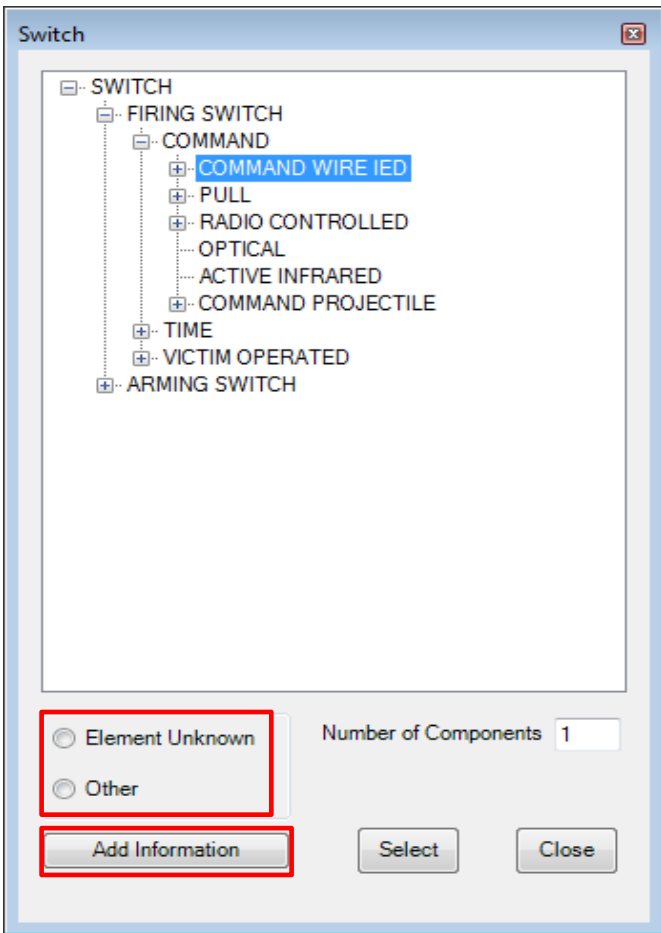 Switch
SWITCH
FIRING SWITCH
COMMAND
COMMAND WIRE IED
PULL
RADIO CONTROLLED
OPTICAL
ACTIVE INFRARED
COMMAND PROJECTILE
TIME
VICTIM OPERATED
ARMING SWITCH
Element Unknown
Number of Components 1
Other
Add Information
Select
Close